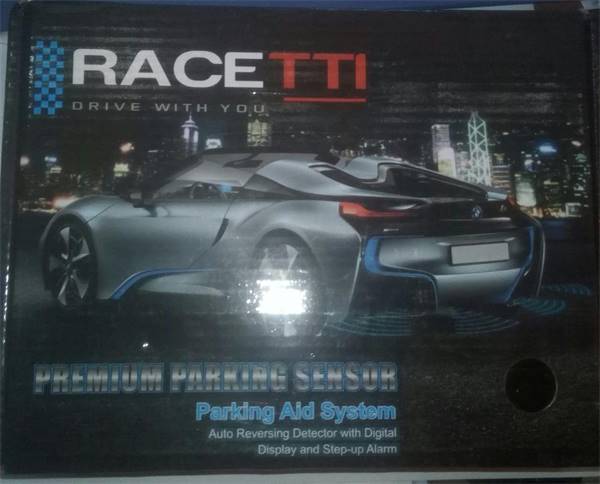 RACETTI
DRIVE WITH YOU
PREMIUM PARKING SENSOR
Parking Aid System
Auto Reversing Detector with Digital
Display and Step-up Alarm